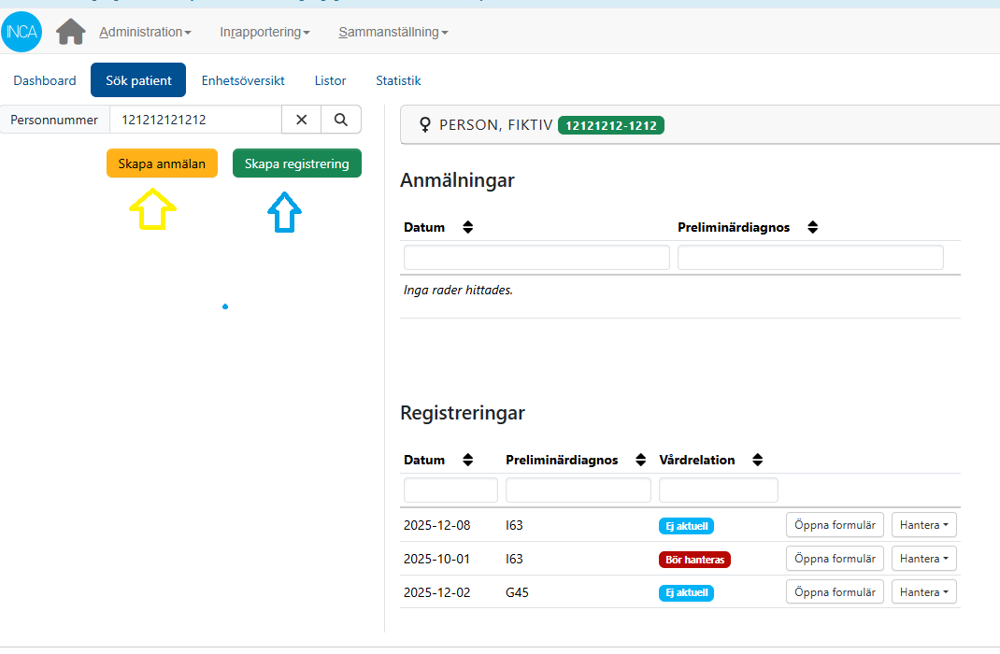 INCA Administration Inrapportering Sammanställning
Dashboard Sök patient Enhetsöversikt Listor Statistik
Personnummer 121212121212
Skapa anmälan Skapa registrering
PERSON, FIKTIV 12121212-1212
Anmälningar
Datum Preliminärdiagnos
Inga rader hittades.
Registreringar
Datum Preliminärdiagnos Vårdrelation
2025-12-08 I63 Ej aktuell Öppna formulär Hantera
2025-10-01 I63 Bör hanteras Öppna formulär Hantera
2025-12-02 G45 Ej aktuell Öppna formulär Hantera